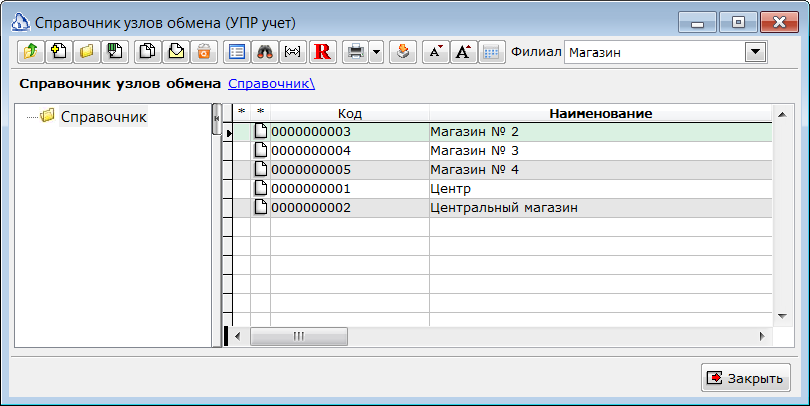 Справочник узлов обмена (УПР учет)
R Филиал Магазин
Справочник узлов обмена Справочник\
Справочник
* * Код Наименование
0000000003 Магазин № 2
0000000004 Магазин № 3
0000000005 Магазин № 4
0000000001 Центр
0000000002 Центральный магазин
Закрыть